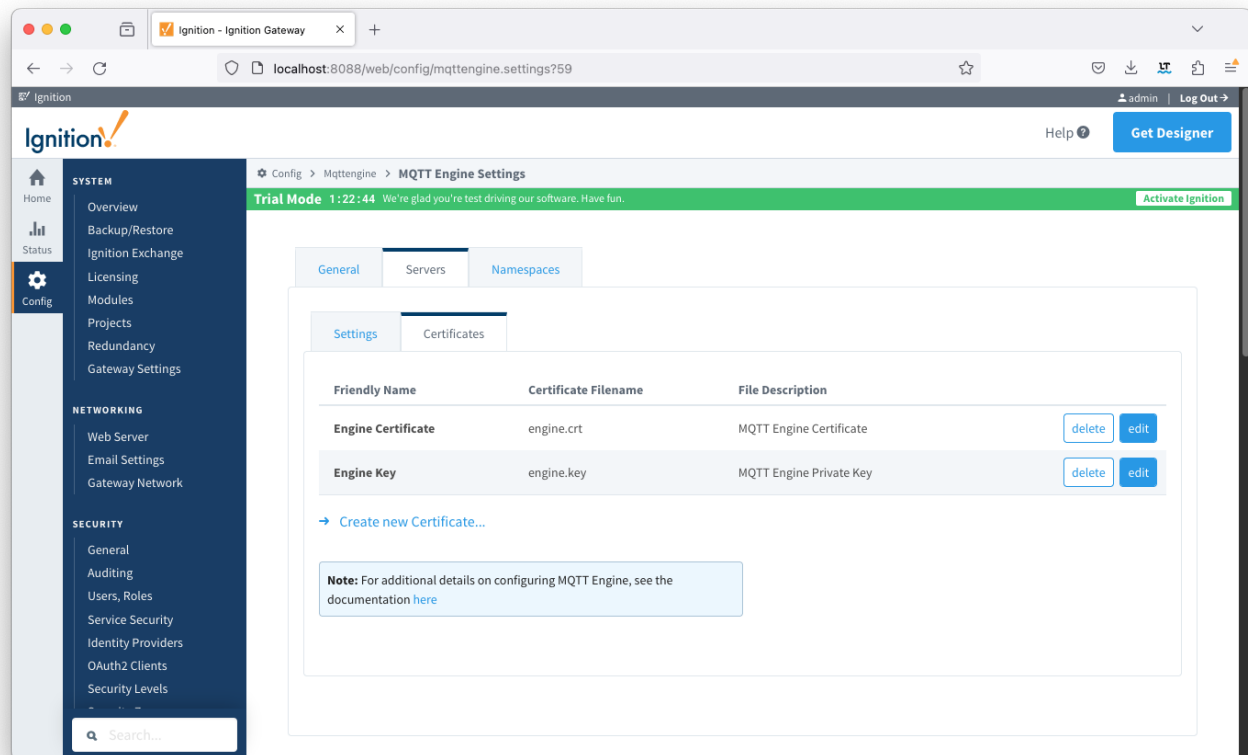 Ignition - Ignition Gateway
localhost:8088/web/config/mqttengine.settings?59
Ignition
admin | Log Out
Ignition!
Help
Get Designer
Home
Status
Config
SYSTEM
Overview
Backup/Restore
Ignition Exchange
Licensing
Modules
Projects
Redundancy
Gateway Settings
NETWORKING
Web Server
Email Settings
Gateway Network
SECURITY
General
Auditing
Users, Roles
Service Security
Identity Providers
OAuth2 Clients
Security Levels
Search...
Config > Mqttengine > MQTT Engine Settings
Trial Mode 1:22:44 We're glad you're test driving our software. Have fun.
Activate Ignition
General Servers Namespaces
Settings Certificates
Friendly Name Certificate Filename File Description
Engine Certificate engine.crt MQTT Engine Certificate delete edit
Engine Key engine.key MQTT Engine Private Key delete edit
→ Create new Certificate...
Note: For additional details on configuring MQTT Engine, see the
documentation here